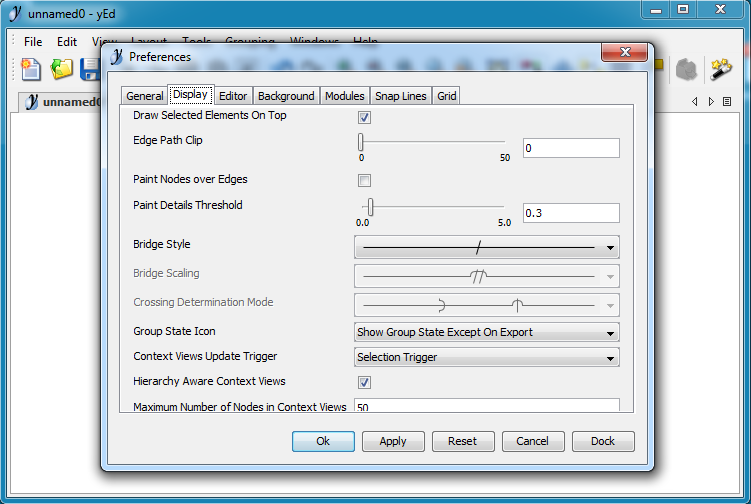 unnamed0 - yEd
File Edit View Layout Tools Grouping Windows Help
Preferences
unnamed0
General Display Editor Background Modules Snap Lines Grid
Draw Selected Elements On Top
Edge Path Clip
0
0 50
Paint Nodes over Edges
Paint Details Threshold
0.3
0.0 5.0
Bridge Style
Bridge Scaling
Crossing Determination Mode
Group State Icon Show Group State Except On Export
Context Views Update Trigger Selection Trigger
Hierarchy Aware Context Views
Maximum Number of Nodes in Context Views 50
Ok Apply Reset Cancel Dock